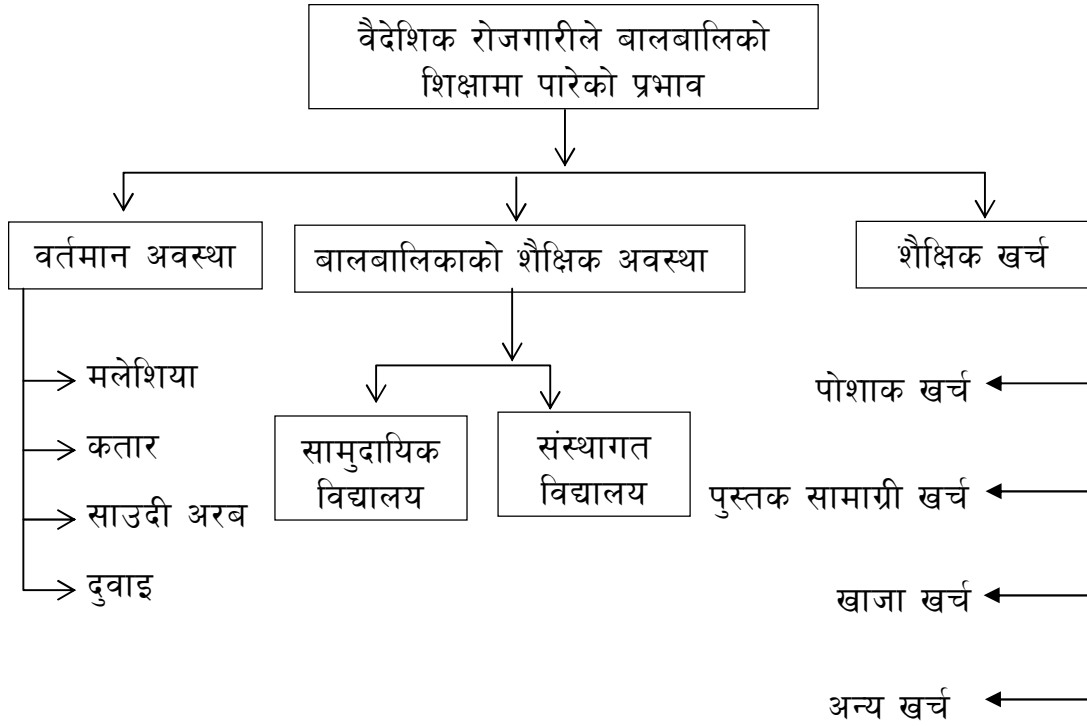 वैदेशिक रोजगारीले बालबालिको
शिक्षामा पारेको प्रभाव
वर्तमान अवस्था
बालबालिकाको शैक्षिक अवस्था
शैक्षिक खर्च
मलेशिया
कतार
साउदी अरब
दुवाइ
सामुदायिक
विद्यालय
संस्थागत
विद्यालय
पोशाक खर्च
पुस्तक सामाग्री खर्च
खाजा खर्च
अन्य खर्च